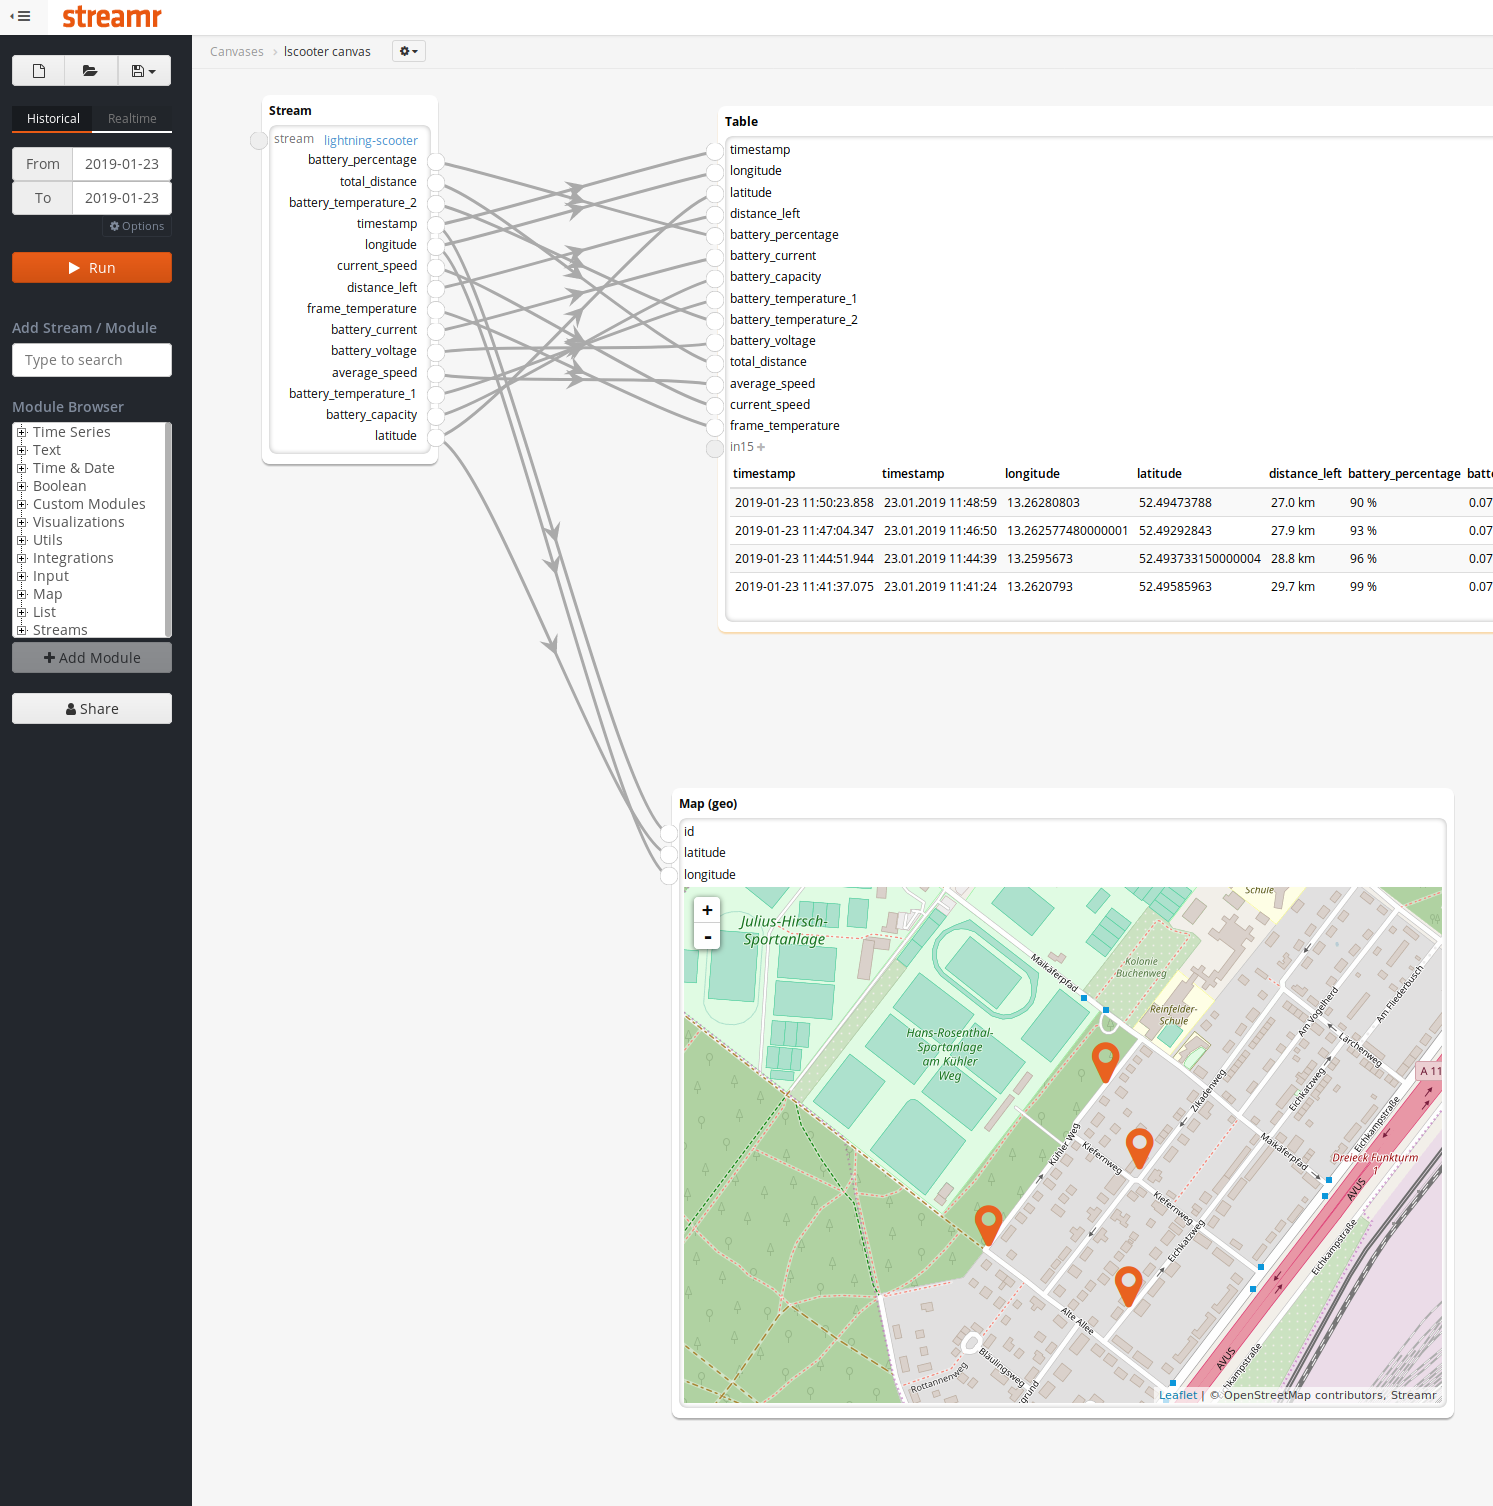 streamr
Canvases › lscooter canvas
Historical Realtime
From 2019-01-23
To 2019-01-23
Options
Run
Add Stream / Module
Type to search
Module Browser
Time Series
Text
Time & Date
Boolean
Custom Modules
Visualizations
Utils
Integrations
Input
Map
List
Streams
Add Module
Share
Stream
stream lightning-scooter
battery_percentage
total_distance
battery_temperature_2
timestamp
longitude
current_speed
distance_left
frame_temperature
battery_current
battery_voltage
average_speed
battery_temperature_1
battery_capacity
latitude
Table
timestamp
longitude
latitude
distance_left
battery_percentage
battery_current
battery_capacity
battery_temperature_1
battery_temperature_2
battery_voltage
total_distance
average_speed
current_speed
frame_temperature
in15 +
timestamp timestamp longitude latitude distance_left battery_percentage batte
2019-01-23 11:50:23.858 23.01.2019 11:48:59 13.26280803 52.49473788 27.0 km 90 % 0.07
2019-01-23 11:47:04.347 23.01.2019 11:46:50 13.262577480000001 52.49292843 27.9 km 93 % 0.07
2019-01-23 11:44:51.944 23.01.2019 11:44:39 13.2595673 52.493733150000004 28.8 km 96 % 0.07
2019-01-23 11:41:37.075 23.01.2019 11:41:24 13.2620793 52.49585963 29.7 km 99 % 0.07
Map (geo)
id
latitude
longitude
+
-
Schule
Julius-Hirsch-
Sportanlage
Maikäferpfad
Kolonie
Buchenweg
Reinfelder-
Schule
Am Vogelherd
Am Fliederbusch
Lärchenweg
Hans-Rosenthal-
Sportanlage
am Kühler
Weg
A 11
Zikadenweg
Eichkatzweg
Eichkampstraße
Kühler Weg
Kiefernweg
Maikäferpfad
Dreieck Funkturm
1
AVUS
Kiefernweg
Eichkatzweg
Eichkampstraße
Alte Allee
Bläulingsweg
Rottannenweg
grund
AVUS
hkampstraße
Leaflet | © OpenStreetMap contributors, Streamr